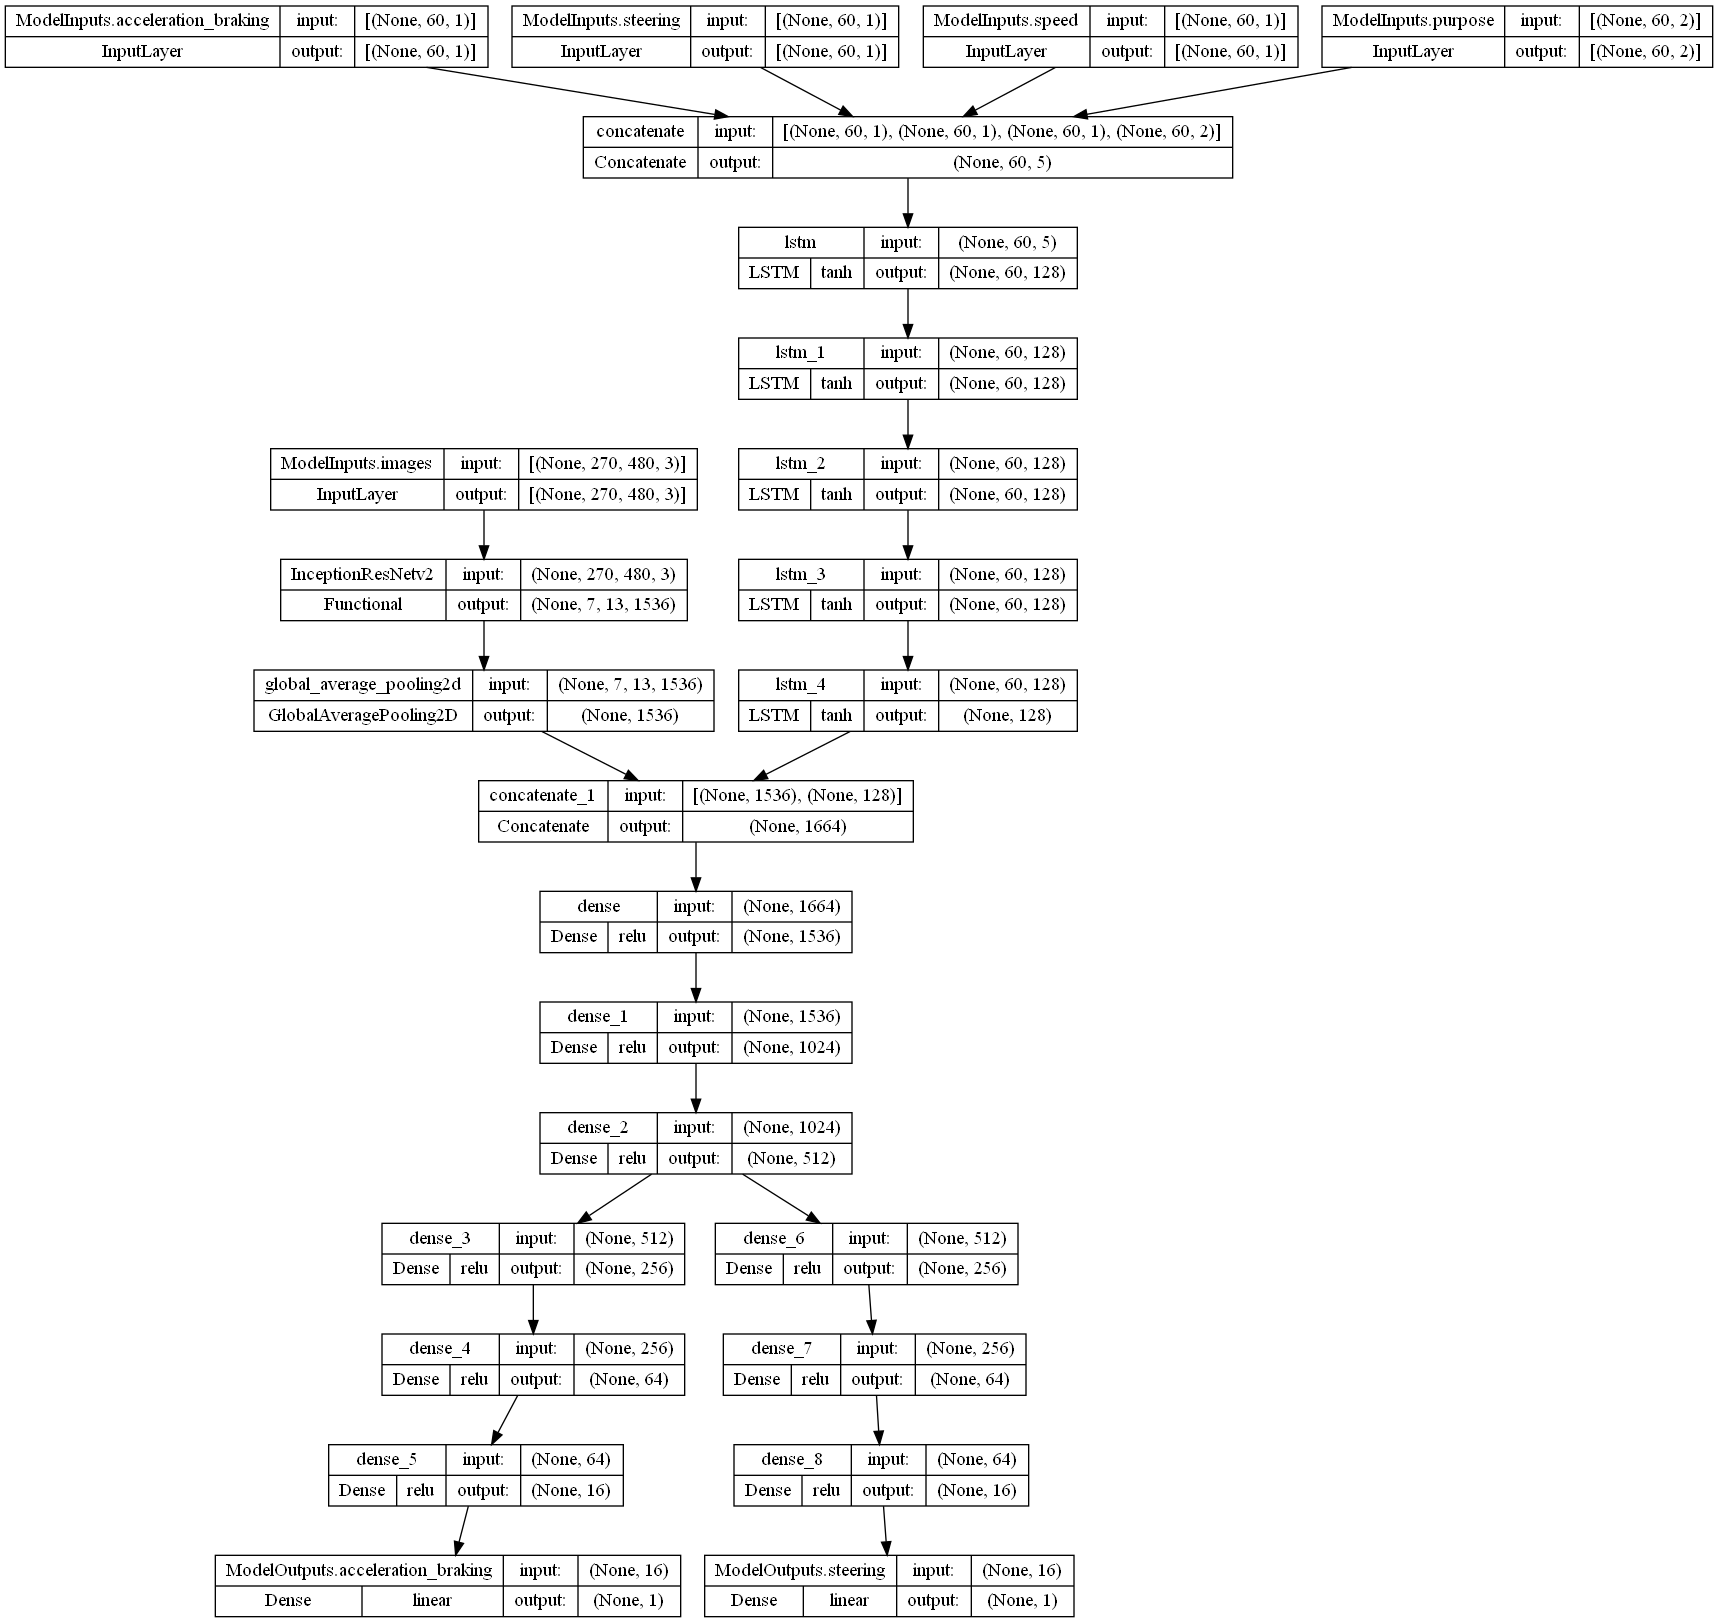 ModelInputs.acceleration_braking input: [(None, 60, 1)]
InputLayer output: [(None, 60, 1)]
ModelInputs.steering input: [(None, 60, 1)]
InputLayer output: [(None, 60, 1)]
ModelInputs.speed input: [(None, 60, 1)]
InputLayer output: [(None, 60, 1)]
ModelInputs.purpose input: [(None, 60, 2)]
InputLayer output: [(None, 60, 2)]
concatenate input: [(None, 60, 1), (None, 60, 1), (None, 60, 1), (None, 60, 2)]
Concatenate output: (None, 60, 5)
lstm input: (None, 60, 5)
LSTM tanh output: (None, 60, 128)
lstm_1 input: (None, 60, 128)
LSTM tanh output: (None, 60, 128)
ModelInputs.images input: [(None, 270, 480, 3)]
InputLayer output: [(None, 270, 480, 3)]
lstm_2 input: (None, 60, 128)
LSTM tanh output: (None, 60, 128)
InceptionResNetv2 input: (None, 270, 480, 3)
Functional output: (None, 7, 13, 1536)
lstm_3 input: (None, 60, 128)
LSTM tanh output: (None, 60, 128)
global_average_pooling2d input: (None, 7, 13, 1536)
GlobalAveragePooling2D output: (None, 1536)
lstm_4 input: (None, 60, 128)
LSTM tanh output: (None, 128)
concatenate_1 input: [(None, 1536), (None, 128)]
Concatenate output: (None, 1664)
dense input: (None, 1664)
Dense relu output: (None, 1536)
dense_1 input: (None, 1536)
Dense relu output: (None, 1024)
dense_2 input: (None, 1024)
Dense relu output: (None, 512)
dense_3 input: (None, 512)
Dense relu output: (None, 256)
dense_6 input: (None, 512)
Dense relu output: (None, 256)
dense_4 input: (None, 256)
Dense relu output: (None, 64)
dense_7 input: (None, 256)
Dense relu output: (None, 64)
dense_5 input: (None, 64)
Dense relu output: (None, 16)
dense_8 input: (None, 64)
Dense relu output: (None, 16)
ModelOutputs.acceleration_braking input: (None, 16)
Dense linear output: (None, 1)
ModelOutputs.steering input: (None, 16)
Dense linear output: (None, 1)